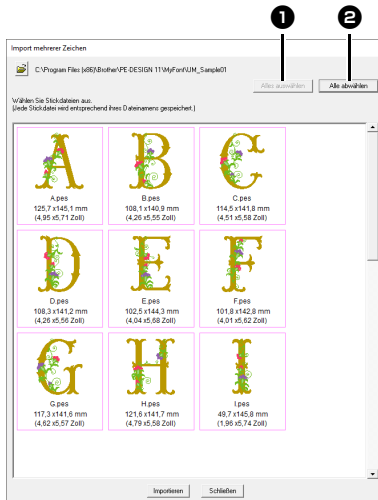 ❶ ❷
Import mehrerer Zeichen
C:\Program Files (x86)\Brother\PE-DESIGN 11\MyFont\UM_Sample01
Alles auswählen Alle abwählen
Wählen Sie Stickdateien aus.
(Jede Stickdatei wird entsprechend ihres Dateinamens gespeichert.)
A B C
A.pes B.pes C.pes
125,7 x145,1 mm 108,1 x140,9 mm 114,5 x141,8 mm
(4,95 x5,71 Zoll) (4,26 x5,55 Zoll) (4,51 x5,58 Zoll)
D E F
D.pes E.pes F.pes
108,3 x141,2 mm 102,5 x144,3 mm 101,8 x142,8 mm
(4,26 x5,56 Zoll) (4,04 x5,68 Zoll) (4,01 x5,62 Zoll)
G H I
G.pes H.pes I.pes
117,3 x141,6 mm 121,6 x141,7 mm 49,7 x145,8 mm
(4,62 x5,57 Zoll) (4,79 x5,58 Zoll) (1,96 x5,74 Zoll)
Importieren Schließen